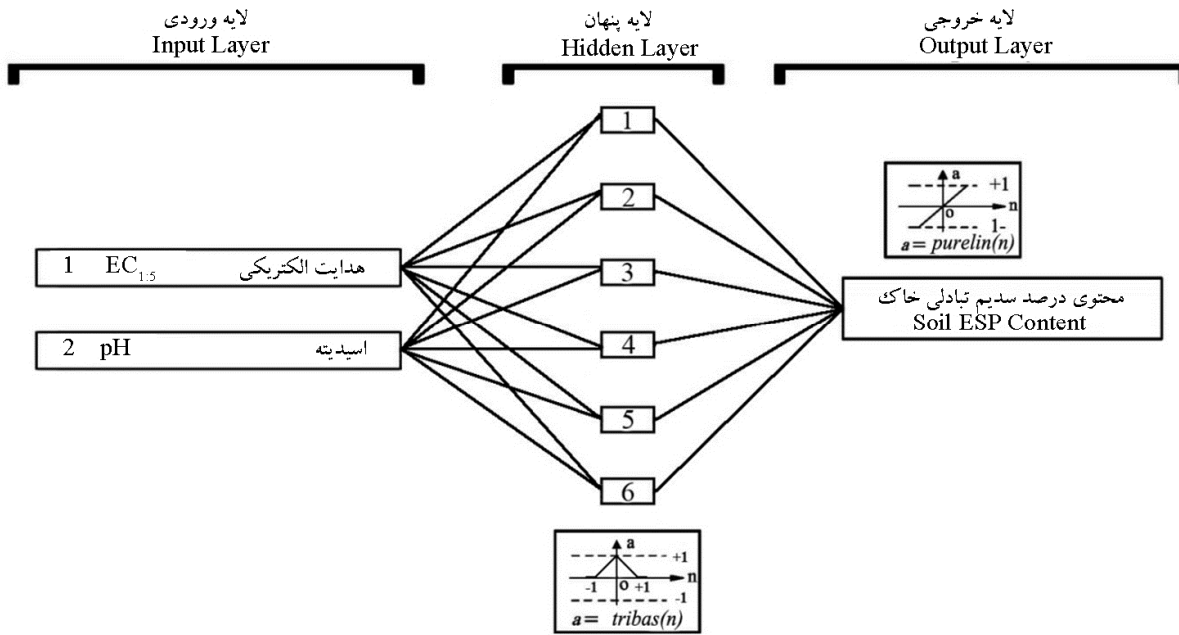 لایه ورودی
Input Layer
لایه پنهان
Hidden Layer
لایه خروجی
Output Layer
1 EC1:5 هدایت الکتریکی
2 pH اسیدیته
1
2
3
4
5
6
a
+1
n
o
1-
a = purelin(n)
محتوی درصد سدیم تبادلی خاک
Soil ESP Content
a
+1
n
-1 o +1
-1
a = tribas(n)